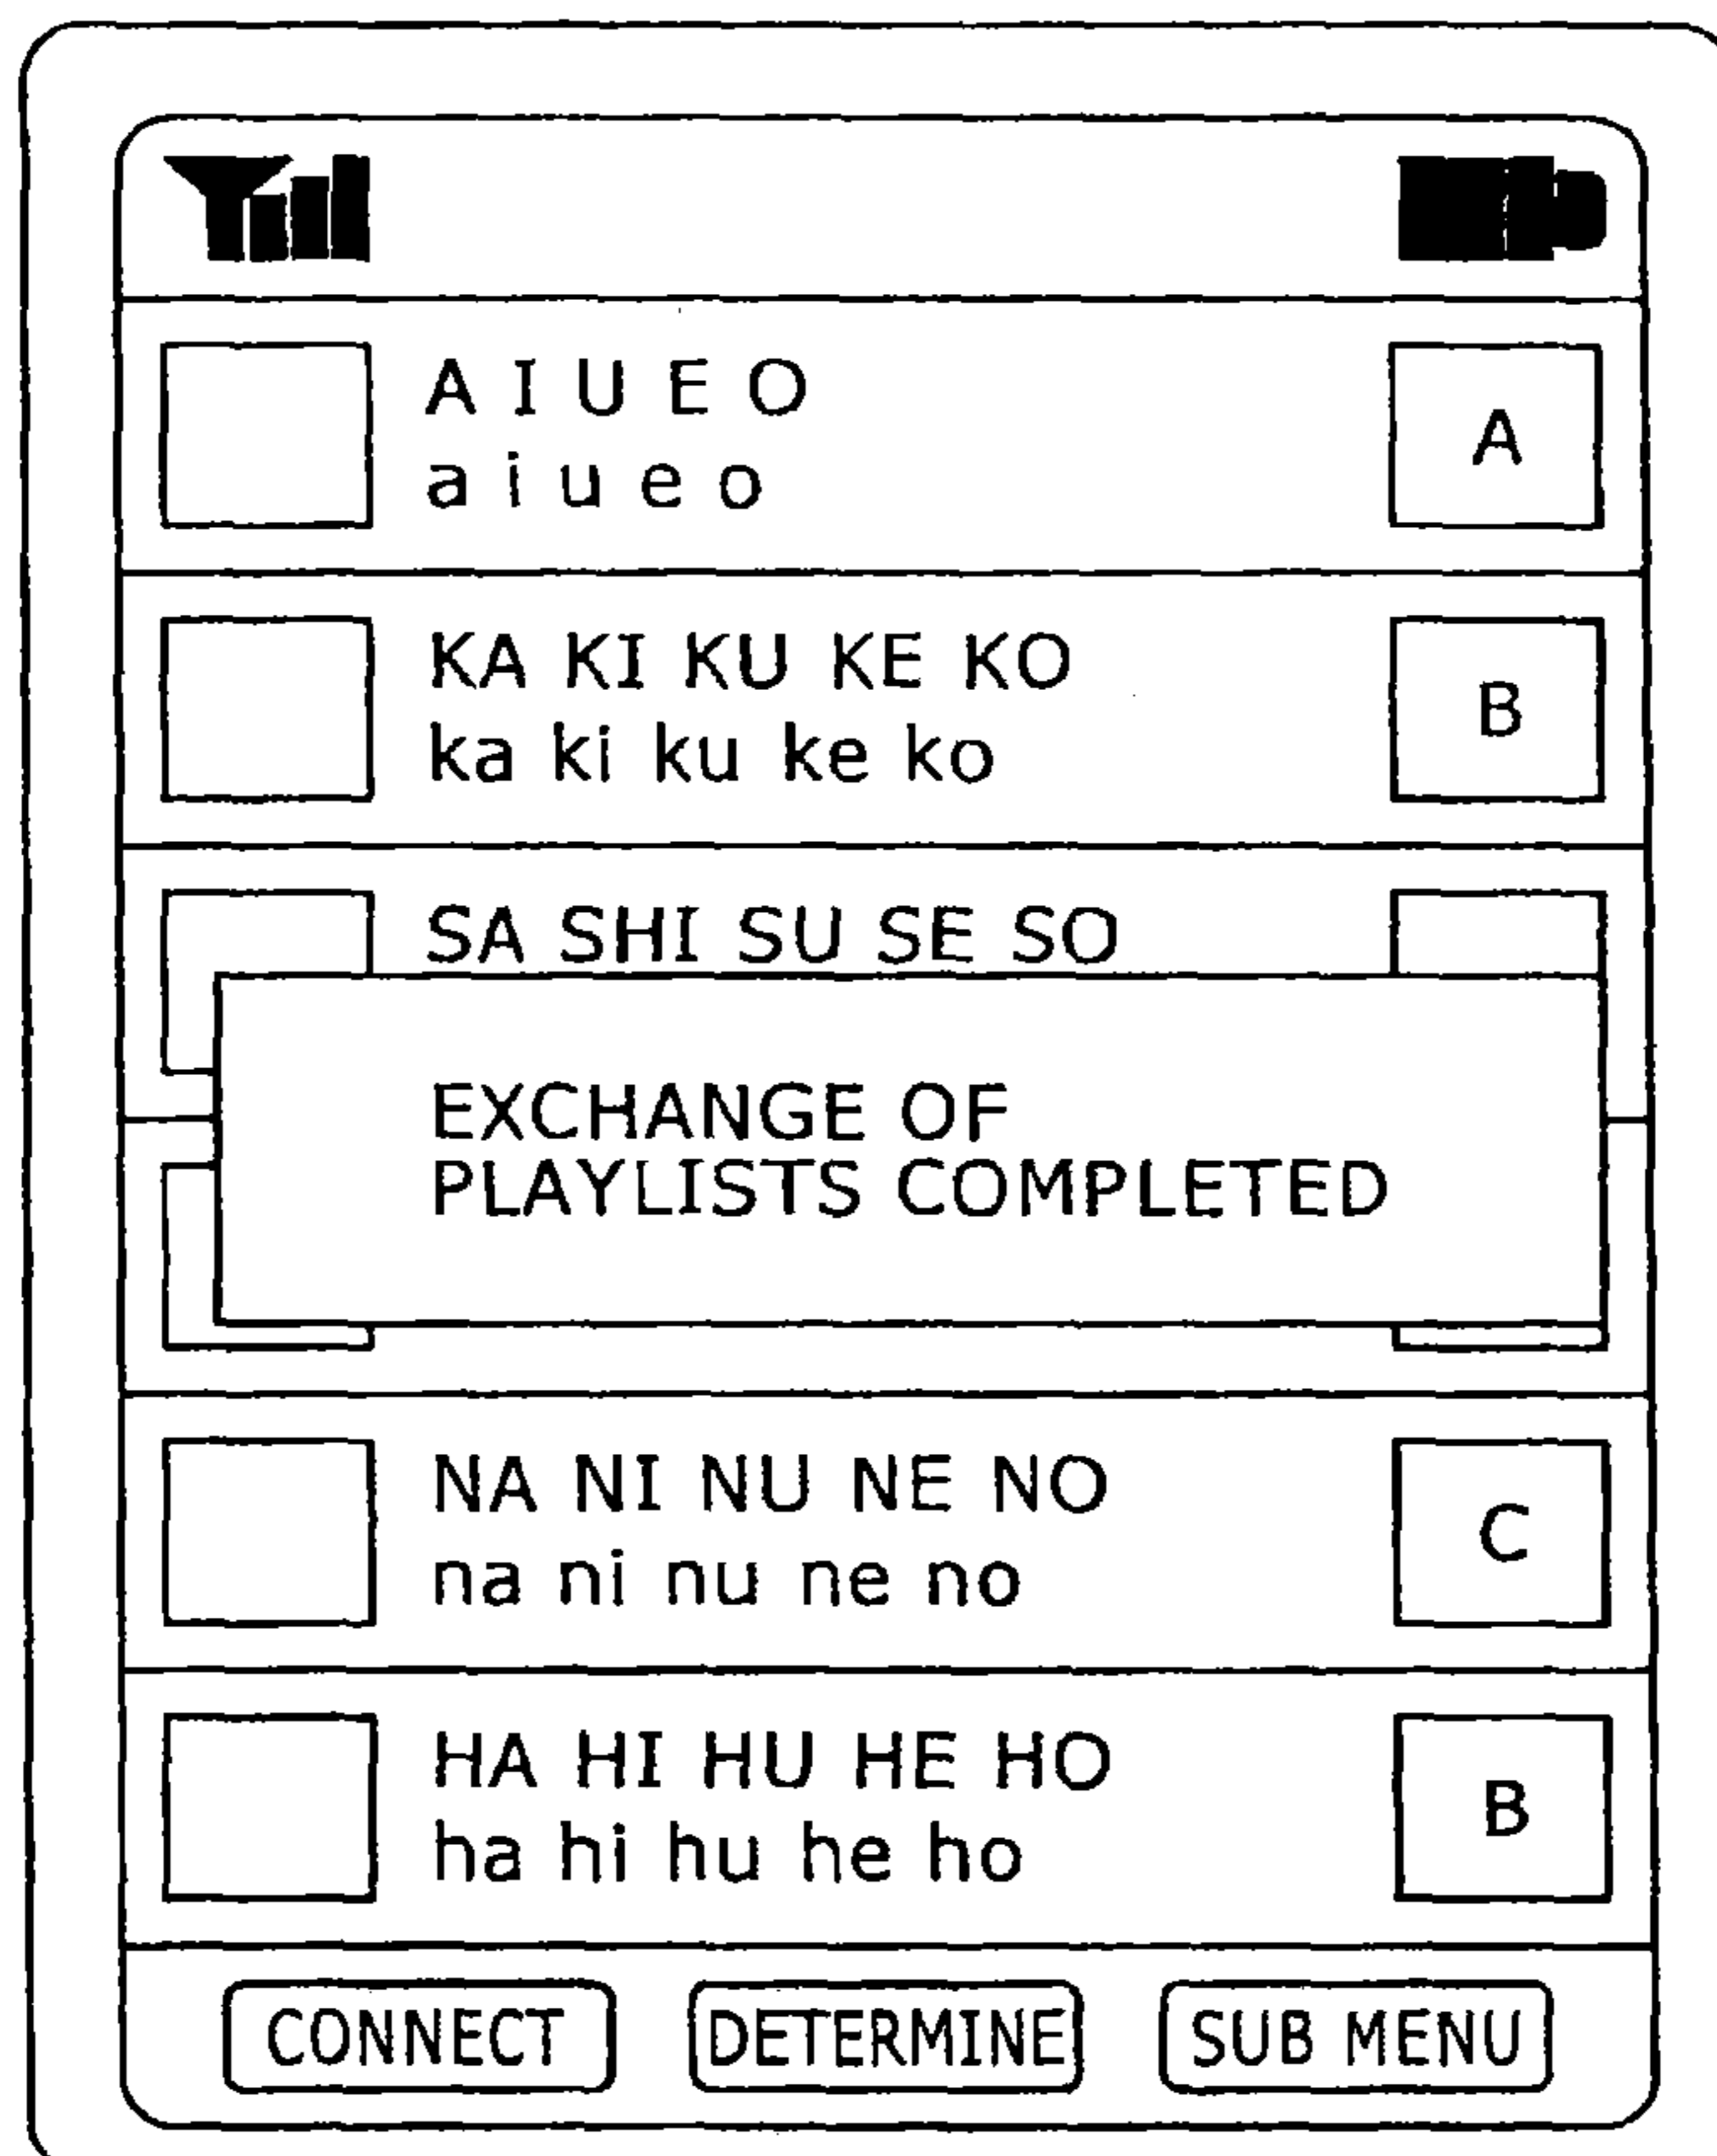 A I U E O
a i u e o
A
KA KI KU KE KO
ka ki ku ke ko
B
SA SHI SU SE SO
EXCHANGE OF
PLAYLISTS COMPLETED
NA NI NU NE NO
na ni nu ne no
C
HA HI HU HE HO
ha hi hu he ho
B
CONNECT DETERMINE SUB MENU